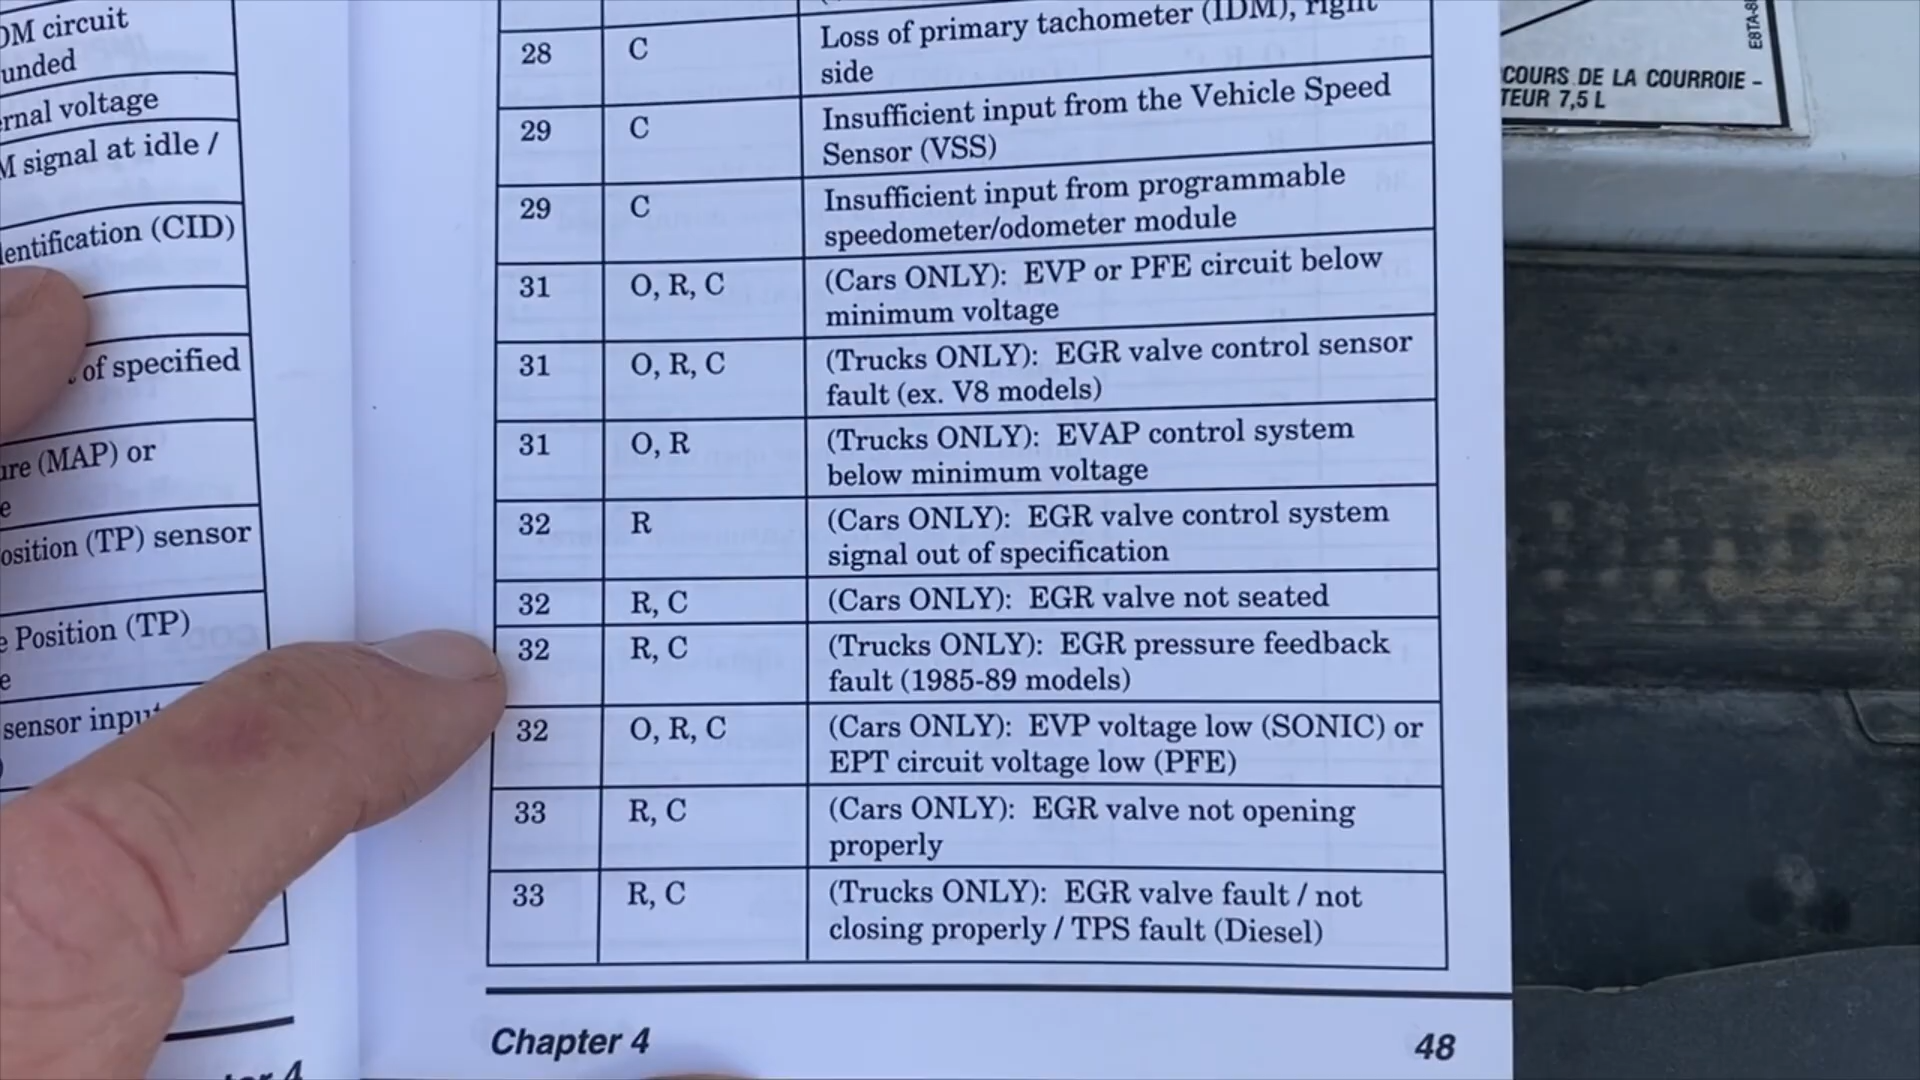 DM circuit
unded
rnal voltage
M signal at idle /
lentification (CID)
of specified
ure (MAP) or
e
osition (TP) sensor
e Position (TP)
e
sensor input
)
28 C Loss of primary tachometer (IDM), right
side
29 C Insufficient input from the Vehicle Speed
Sensor (VSS)
29 C Insufficient input from programmable
speedometer/odometer module
31 O, R, C (Cars ONLY): EVP or PFE circuit below
minimum voltage
31 O, R, C (Trucks ONLY): EGR valve control sensor
fault (ex. V8 models)
31 O, R (Trucks ONLY): EVAP control system
below minimum voltage
32 R (Cars ONLY): EGR valve control system
signal out of specification
32 R, C (Cars ONLY): EGR valve not seated
32 R, C (Trucks ONLY): EGR pressure feedback
fault (1985-89 models)
32 O, R, C (Cars ONLY): EVP voltage low (SONIC) or
EPT circuit voltage low (PFE)
33 R, C (Cars ONLY): EGR valve not opening
properly
33 R, C (Trucks ONLY): EGR valve fault / not
closing properly / TPS fault (Diesel)
Chapter 4 48
4
COURS DE LA COURROIE -
TEUR 7,5 L
E8TA-8